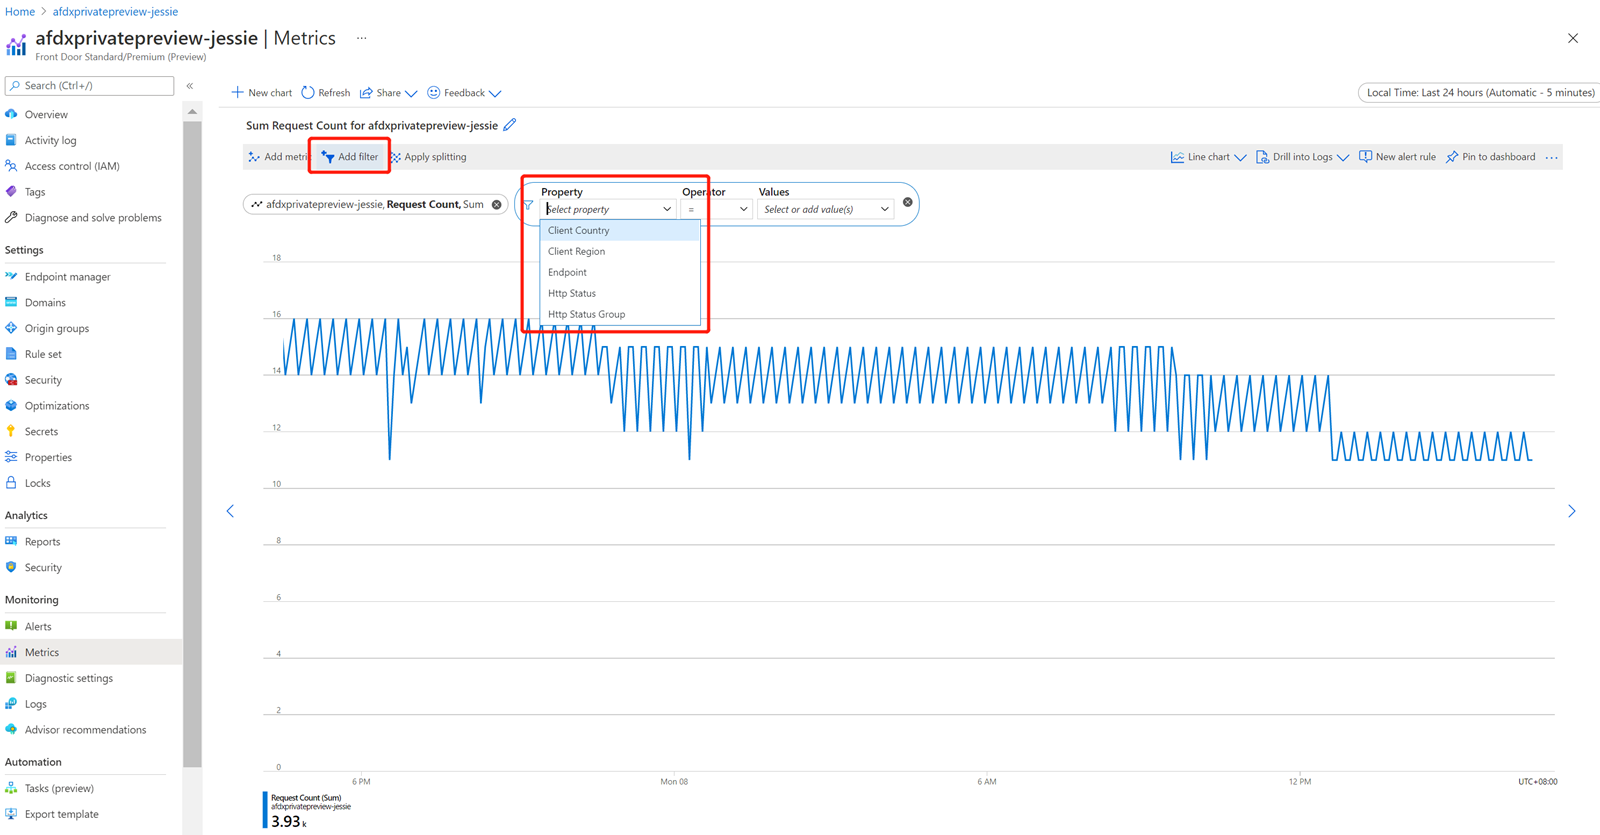 Home > afdxprivatepreview-jessie
afdxprivatepreview-jessie | Metrics ...
Front Door Standard/Premium (Preview)
Search (Ctrl+/)
«
Overview
Activity log
Access control (IAM)
Tags
Diagnose and solve problems
Settings
Endpoint manager
Domains
Origin groups
Rule set
Security
Optimizations
Secrets
Properties
Locks
Analytics
Reports
Security
Monitoring
Alerts
Metrics
Diagnostic settings
Logs
Advisor recommendations
Automation
Tasks (preview)
Export template
New chart Refresh Share Feedback
Local Time: Last 24 hours (Automatic - 5 minutes)
Sum Request Count for afdxprivatepreview-jessie
Add metric Add filter Apply splitting
Line chart Drill into Logs New alert rule Pin to dashboard ...
afdxprivatepreview-jessie, Request Count, Sum
Property Operator Values
Select property = Select or add value(s)
Client Country
Client Region
Endpoint
Http Status
Http Status Group
18
16
14
12
10
8
6
4
2
0
6 PM Mon 08 6 AM 12 PM UTC+08:00
Request Count (Sum)
afdxprivatepreview-jessie
3.93 k